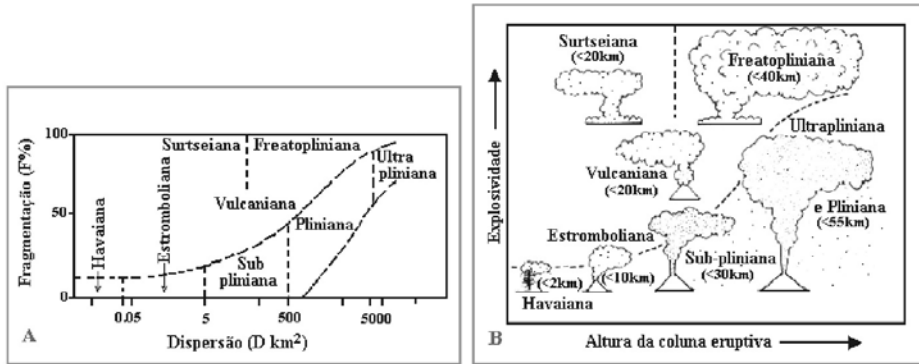 Fragmentação (F%)
100
50
0
Surtseiana
Freatopliniana
Ultra
pliniana
Vulcaniana
Pliniana
Havaiana
Estromboliana
Sub
pliniana
0.05
5
500
5000
A
Dispersão (D km²)
Explosividade
Surtseiana
(<20km)
Freatopliniana
(<40km)
Ultrapliniana
Vulcaniana
(<20km)
e Pliniana
(<55km)
Estromboliana
Sub-pliniana
(<2km)
(<10km)
(<30km)
Havaiana
B
Altura da coluna eruptiva